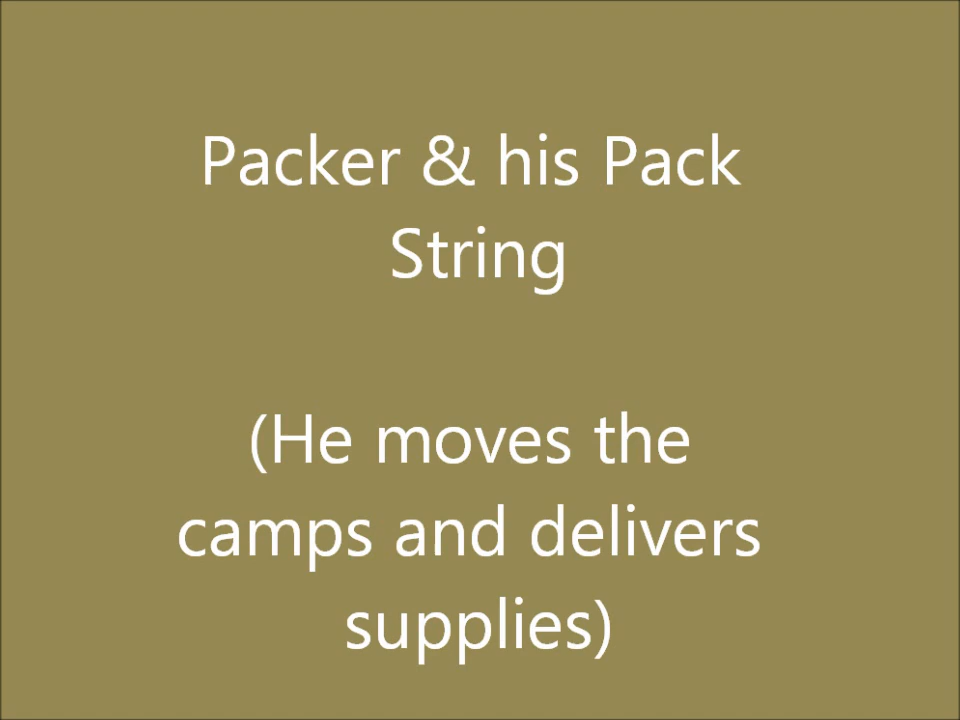 Packer & his Pack
String
(He moves the
camps and delivers
supplies)